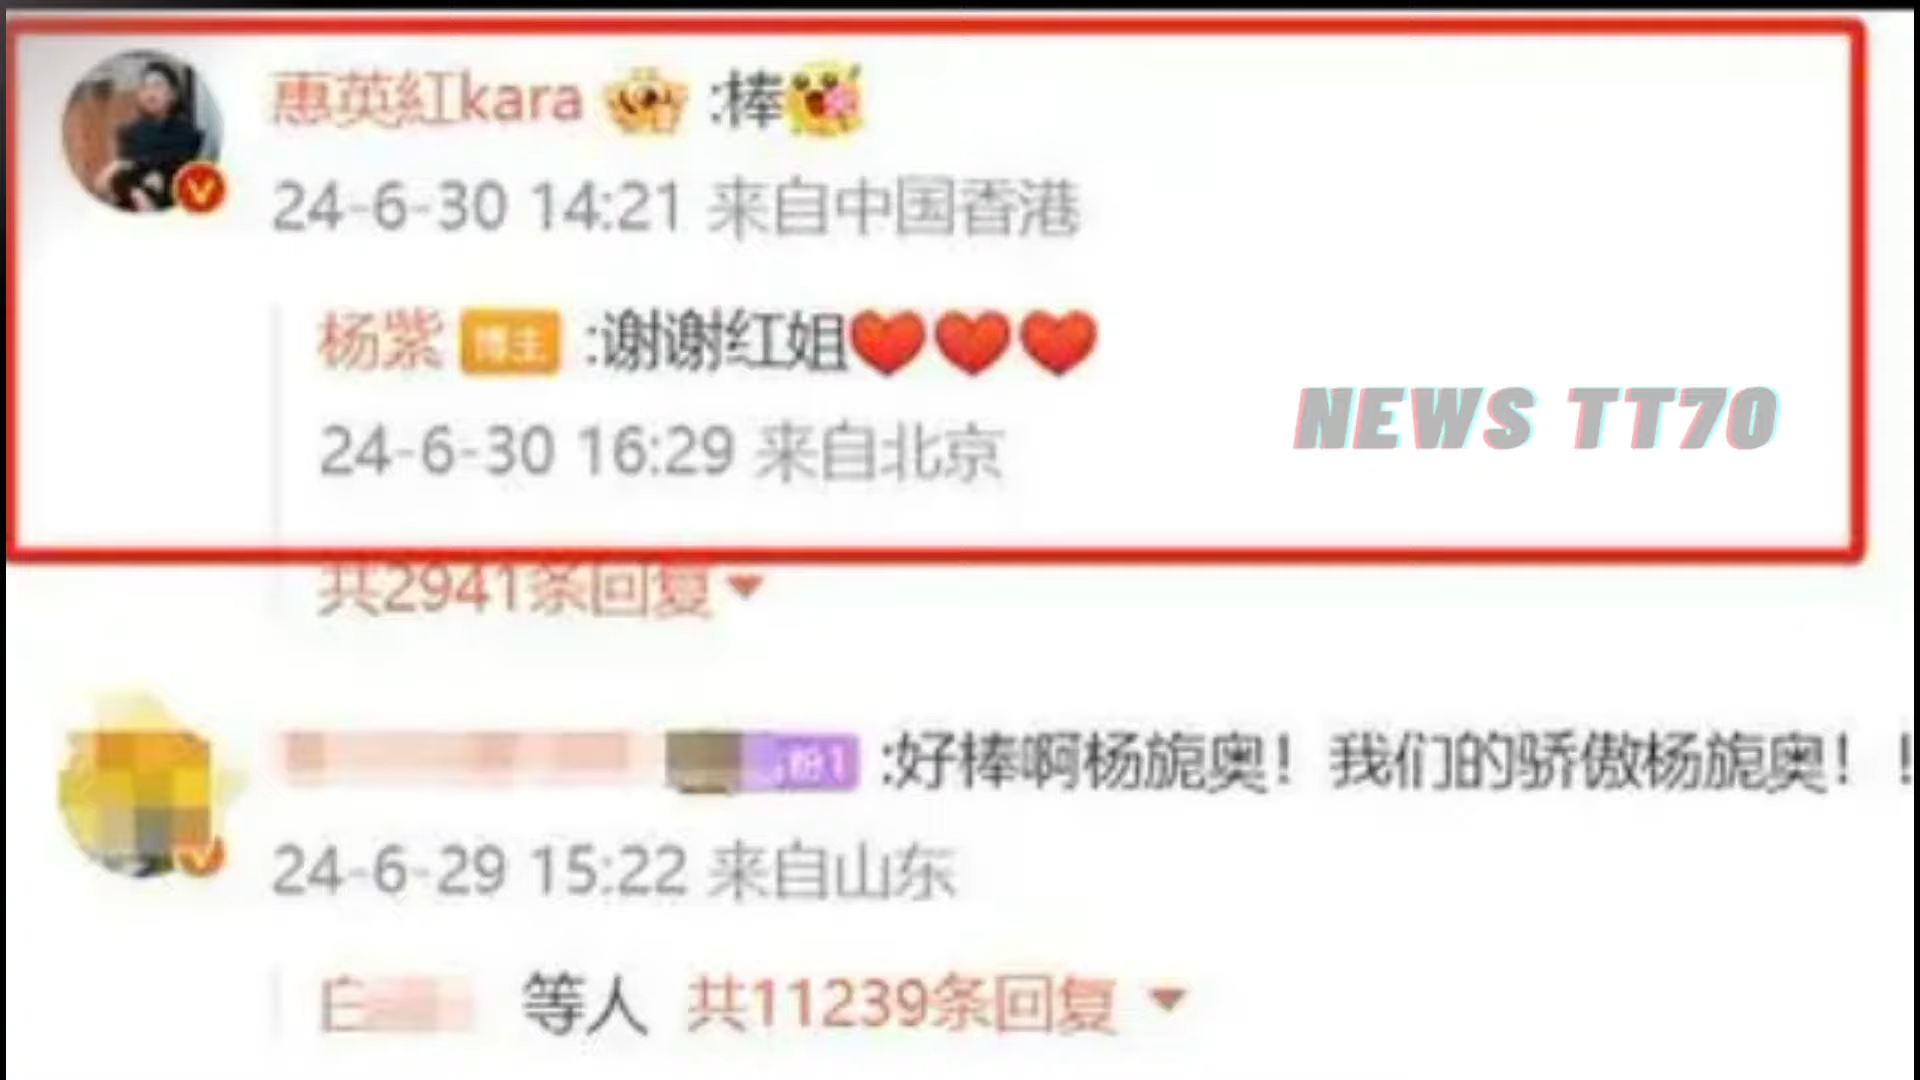 惠英紅kara :棒
24-6-30 14:21 来自中国香港
杨紫 博主 :谢谢红姐
24-6-30 16:29 来自北京
NEWS TT70
共2941条回复
粉1 :好棒啊杨旎奥！我们的骄傲杨旎奥！！
24-6-29 15:22 来自山东
等人 共11239条回复